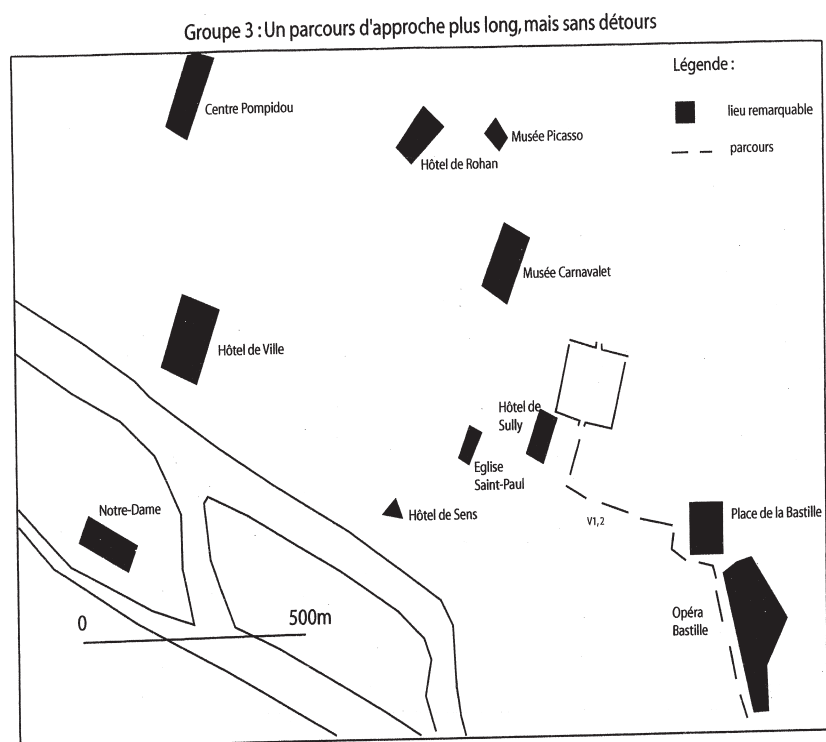 Groupe 3 : Un parcours d'approche plus long, mais sans détours
Légende :
lieu remarquable
parcours
Centre Pompidou
Hôtel de Rohan
Musée Picasso
Musée Carnavalet
Hôtel de Ville
Hôtel de
Sully
Eglise
Saint-Paul
Hôtel de Sens
Notre-Dame
V1,2
Place de la Bastille
Opéra
Bastille
0
500m